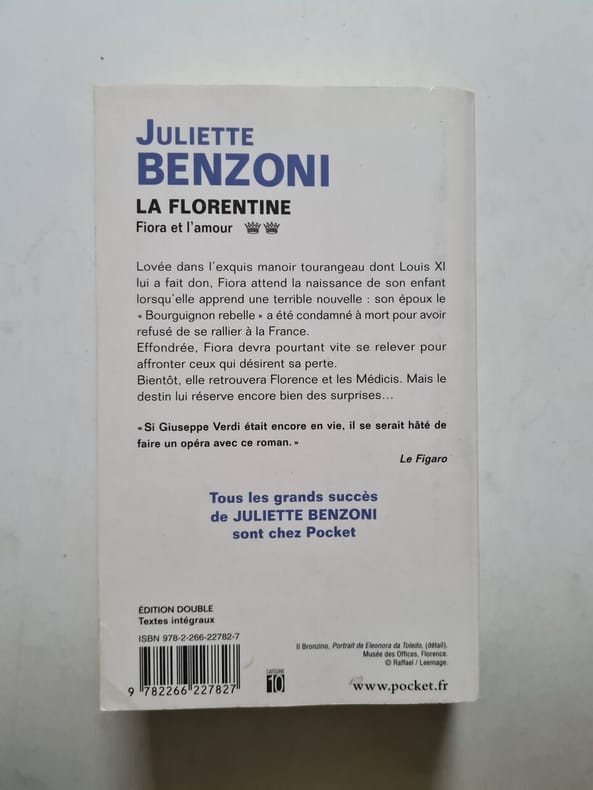 JULIETTE
BENZONI
LA FLORENTINE
Fiora et l'amour
Lovée dans l'exquis manoir tourangeau dont Louis XI
lui a fait don, Fiora attend la naissance de son enfant
lorsqu'elle apprend une terrible nouvelle : son époux le
« Bourguignon rebelle » a été condamné à mort pour avoir
refusé de se rallier à la France.
Effondrée, Fiora devra pourtant vite se relever pour
affronter ceux qui désirent sa perte.
Bientôt, elle retrouvera Florence et les Médicis. Mais le
destin lui réserve encore bien des surprises…
« Si Giuseppe Verdi était encore en vie, il se serait hâté de
faire un opéra avec ce roman. »
Le Figaro
Tous les grands succès
de JULIETTE BENZONI
sont chez Pocket
ÉDITION DOUBLE
Textes intégraux
ISBN 978-2-266-22782-7
9 782266 227827
CATÉGORIE
10
Il Bronzino, Portrait de Eleonora da Toledo, (détail).
Musée des Offices, Florence.
© Raffael / Leemage.
www.pocket.fr